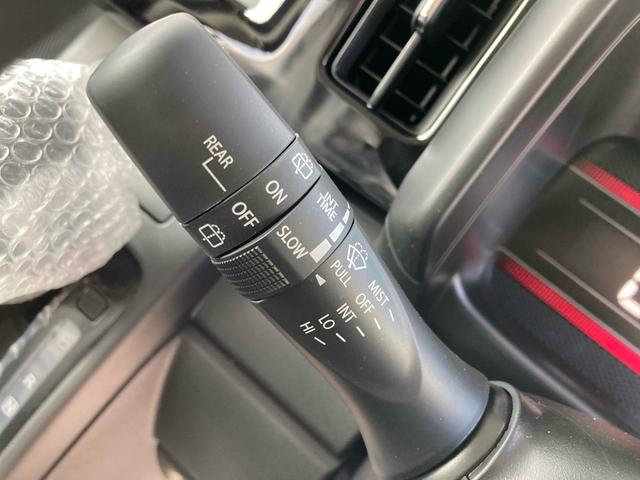 REAR
ON
OFF
INT
TIME
SLOW
PULL
MIST
OFF
INT
LO
HI
R
N